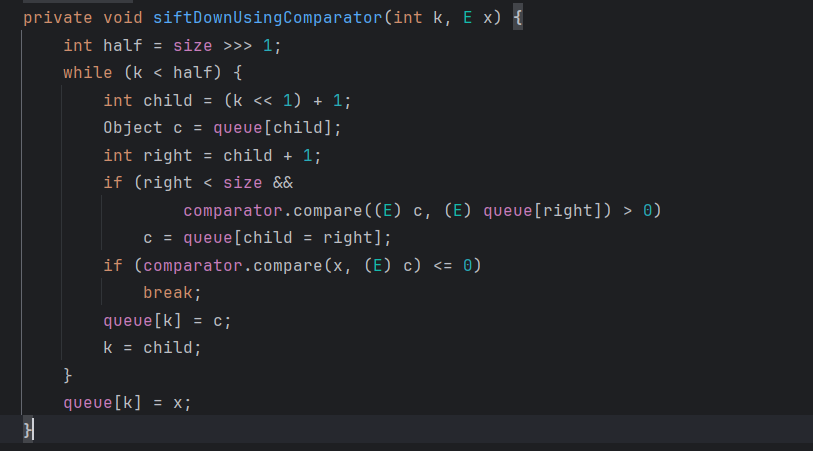 private void siftDownUsingComparator(int k, E x) {
    int half = size >>> 1;
    while (k < half) {
        int child = (k << 1) + 1;
        Object c = queue[child];
        int right = child + 1;
        if (right < size &&
                comparator.compare((E) c, (E) queue[right]) > 0)
            c = queue[child = right];
        if (comparator.compare(x, (E) c) <= 0)
            break;
        queue[k] = c;
        k = child;
    }
    queue[k] = x;
}